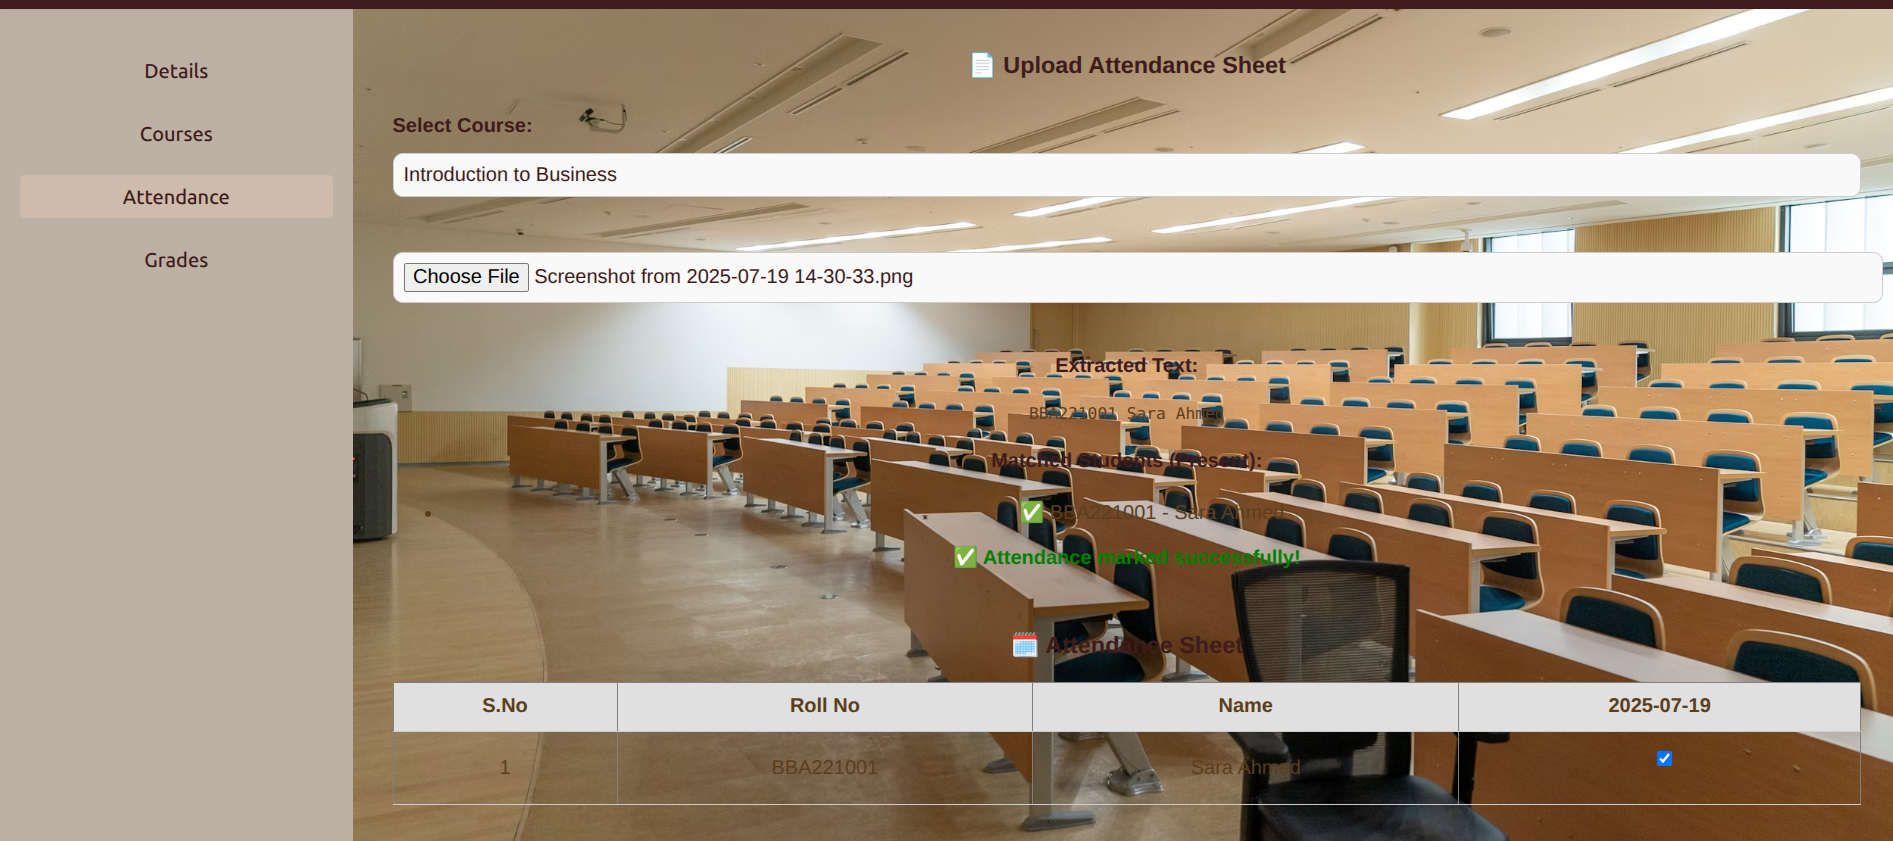 Details
Courses
Attendance
Grades
📄 Upload Attendance Sheet
Select Course:
Introduction to Business
Choose File Screenshot from 2025-07-19 14-30-33.png
Extracted Text:
BBA221001 Sara Ahmed
Matched Students (Present):
✅ BBA221001 - Sara Ahmed
✅ Attendance marked successfully!
🗓️ Attendance Sheet
S.No Roll No Name 2025-07-19
1 BBA221001 Sara Ahmed